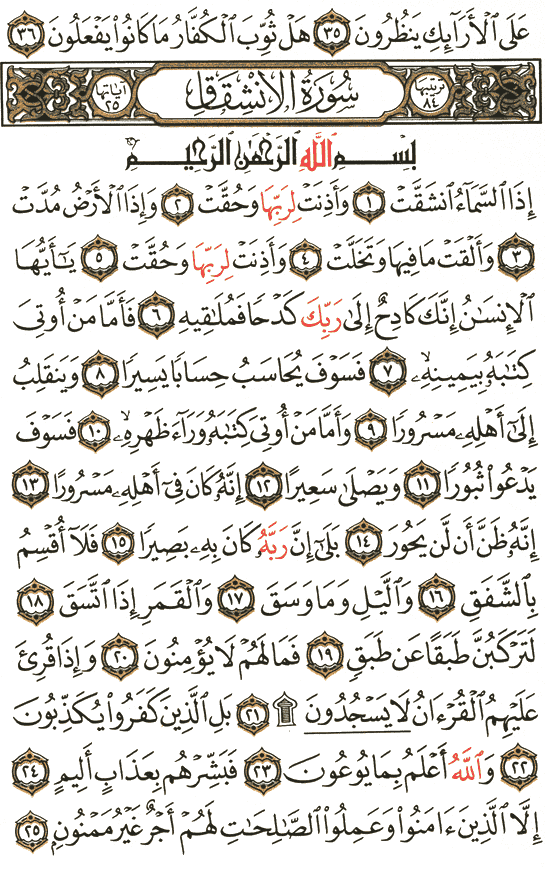 عَلَى ٱلْأَرَآئِكِ يَنظُرُونَ ٣٥ هَلْ ثُوِّبَ ٱلْكُفَّارُ مَا كَانُوا۟ يَفْعَلُونَ ٣٦
ترتيبها ٨٤ سُورَةُ ٱلِانشِقَاقِ آياتها ٢٥
بِسْمِ ٱللَّهِ ٱلرَّحْمَٰنِ ٱلرَّحِيمِ
إِذَا ٱلسَّمَآءُ ٱنشَقَّتْ ١ وَأَذِنَتْ لِرَبِّهَا وَحُقَّتْ ٢ وَإِذَا ٱلْأَرْضُ مُدَّتْ
٣ وَأَلْقَتْ مَا فِيهَا وَتَخَلَّتْ ٤ وَأَذِنَتْ لِرَبِّهَا وَحُقَّتْ ٥ يَٰٓأَيُّهَا
ٱلْإِنسَٰنُ إِنَّكَ كَادِحٌ إِلَىٰ رَبِّكَ كَدْحًا فَمُلَٰقِيهِ ٦ فَأَمَّا مَنْ أُوتِىَ
كِتَٰبَهُۥ بِيَمِينِهِۦ ٧ فَسَوْفَ يُحَاسَبُ حِسَابًا يَسِيرًا ٨ وَيَنقَلِبُ
إِلَىٰٓ أَهْلِهِۦ مَسْرُورًا ٩ وَأَمَّا مَنْ أُوتِىَ كِتَٰبَهُۥ وَرَآءَ ظَهْرِهِۦ ١٠ فَسَوْفَ
يَدْعُوا۟ ثُبُورًا ١١ وَيَصْلَىٰ سَعِيرًا ١٢ إِنَّهُۥ كَانَ فِىٓ أَهْلِهِۦ مَسْرُورًا ١٣
إِنَّهُۥ ظَنَّ أَن لَّن يَحُورَ ١٤ بَلَىٰٓ إِنَّ رَبَّهُۥ كَانَ بِهِۦ بَصِيرًا ١٥ فَلَآ أُقْسِمُ
بِٱلشَّفَقِ ١٦ وَٱلَّيْلِ وَمَا وَسَقَ ١٧ وَٱلْقَمَرِ إِذَا ٱتَّسَقَ ١٨
لَتَرْكَبُنَّ طَبَقًا عَن طَبَقٍ ١٩ فَمَا لَهُمْ لَا يُؤْمِنُونَ ٢٠ وَإِذَا قُرِئَ
عَلَيْهِمُ ٱلْقُرْءَانُ لَا يَسْجُدُونَ ۩ ٢١ بَلِ ٱلَّذِينَ كَفَرُوا۟ يُكَذِّبُونَ
٢٢ وَٱللَّهُ أَعْلَمُ بِمَا يُوعُونَ ٢٣ فَبَشِّرْهُم بِعَذَابٍ أَلِيمٍ ٢٤
إِلَّا ٱلَّذِينَ ءَامَنُوا۟ وَعَمِلُوا۟ ٱلصَّٰلِحَٰتِ لَهُمْ أَجْرٌ غَيْرُ مَمْنُونٍۭ ٢٥